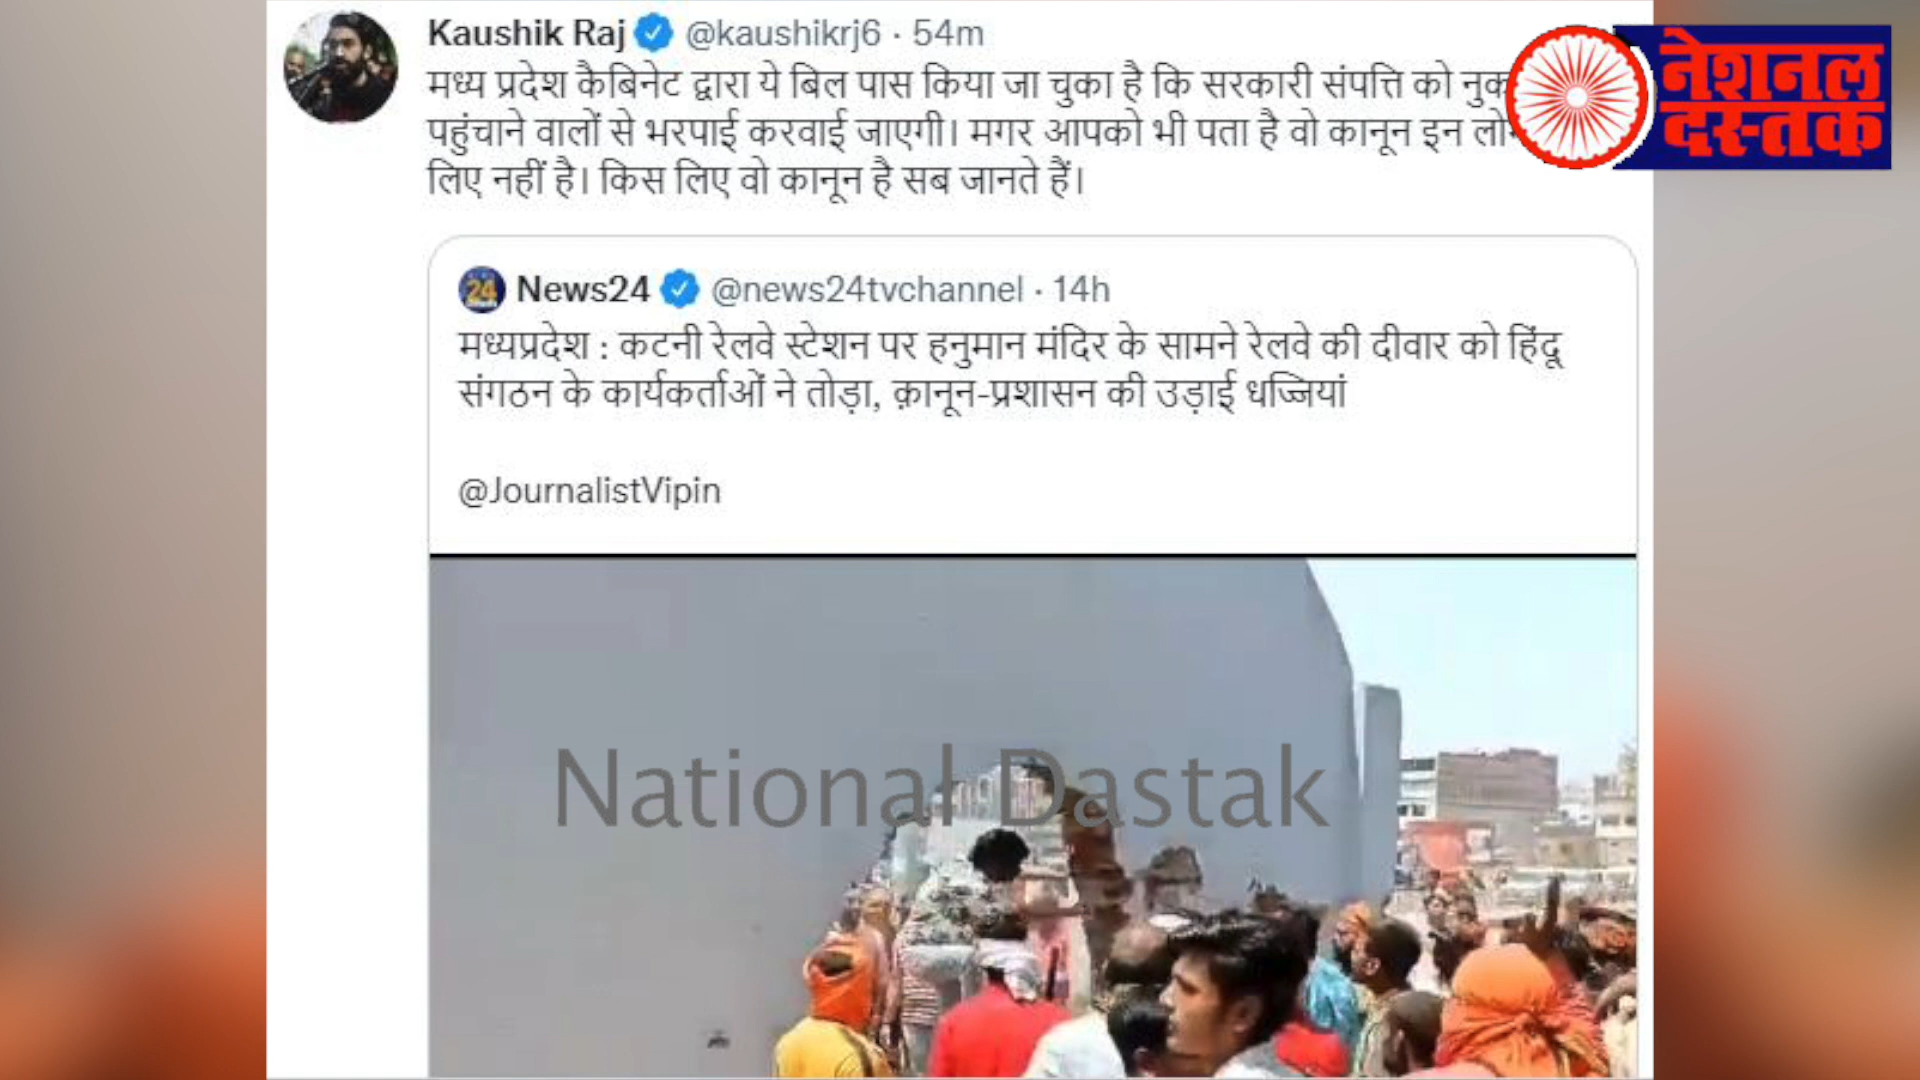 Kaushik Raj @kaushikrj6 · 54m
मध्य प्रदेश कैबिनेट द्वारा ये बिल पास किया जा चुका है कि सरकारी संपत्ति को
पहुंचाने वालों से भरपाई करवाई जाएगी। मगर आपको भी पता है वो कानून इन
लिए नहीं है। किस लिए वो कानून है सब जानते हैं।
नेशनल
दस्तक
24 News24 @news24tvchannel · 14h
मध्यप्रदेश : कटनी रेलवे स्टेशन पर हनुमान मंदिर के सामने रेलवे की दीवार को हिंदू
संगठन के कार्यकर्ताओं ने तोड़ा, क़ानून-प्रशासन की उड़ाई धज्जियां
@JournalistVipin
National Dastak